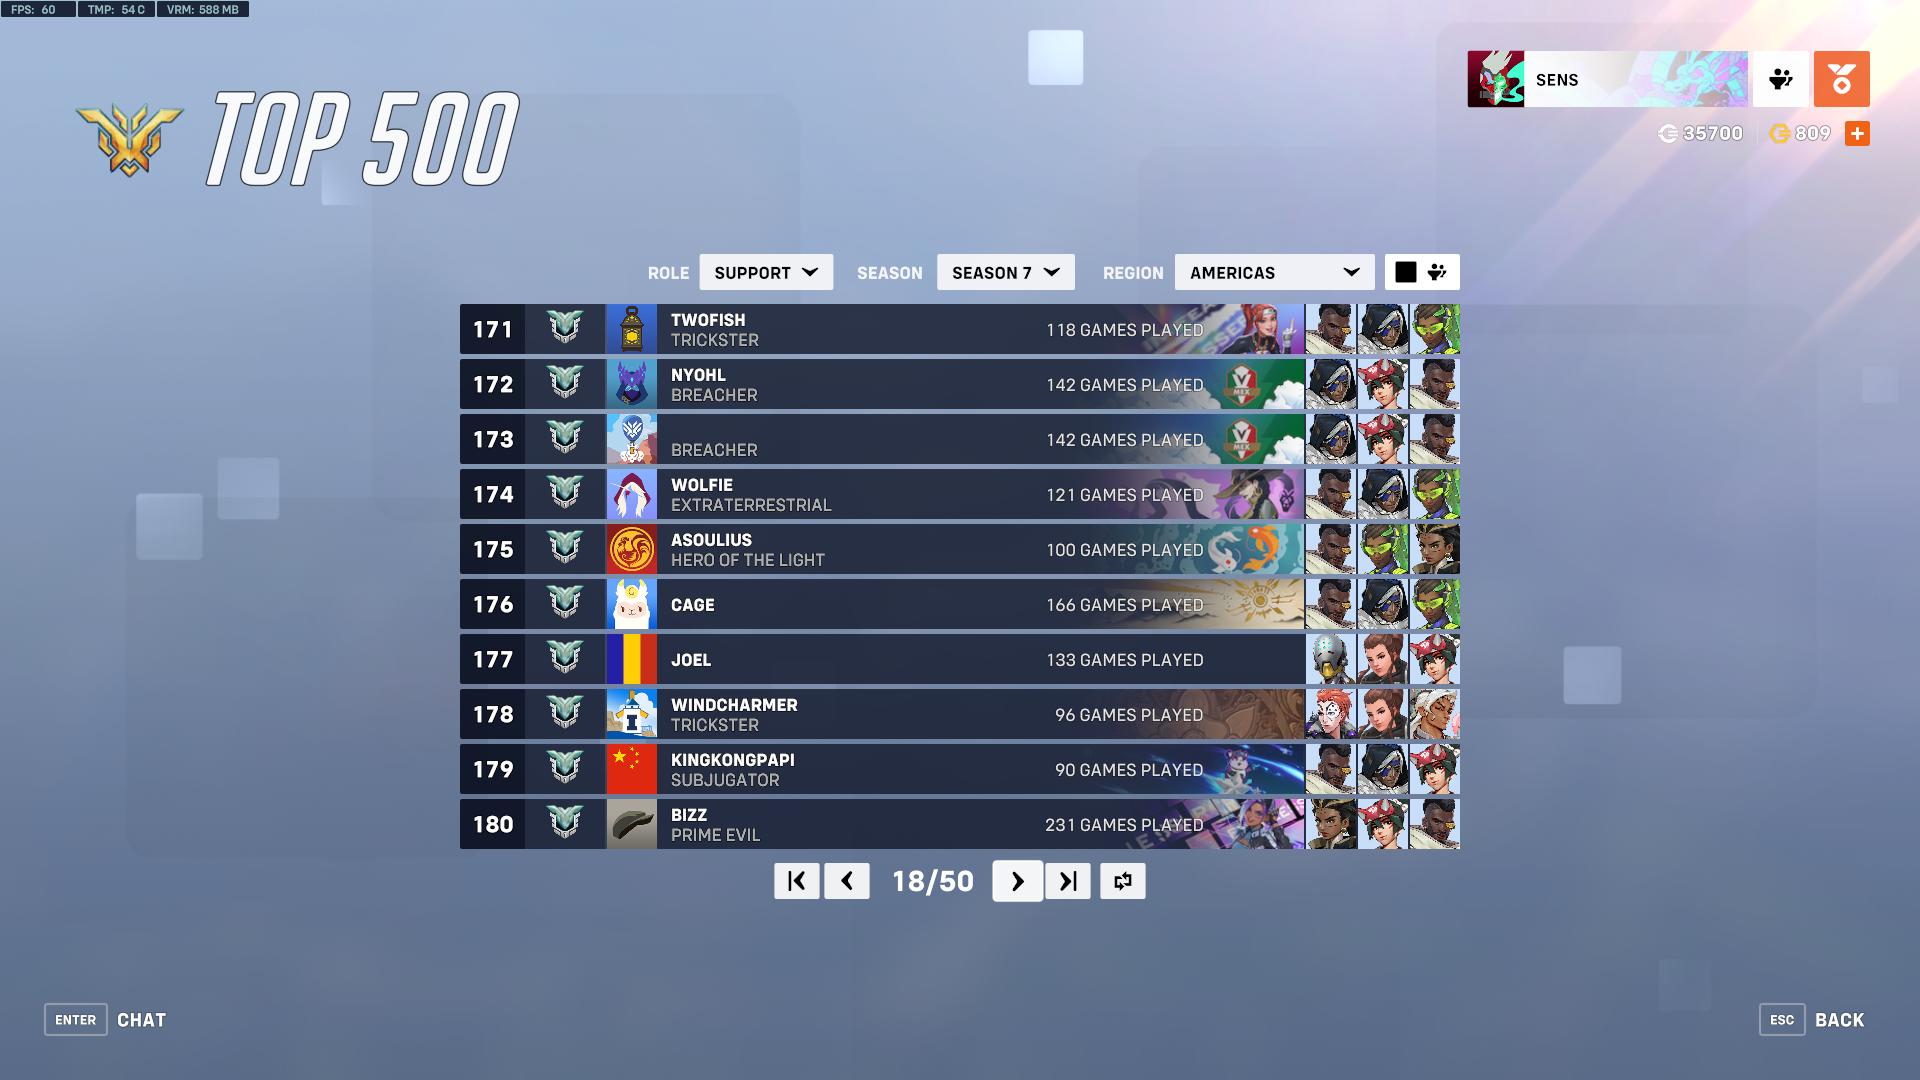 FPS: 60 TMP: 54 C VRM: 588 MB
TOP 500
SENS
35700 809
ROLE SUPPORT SEASON SEASON 7 REGION AMERICAS
171 TWOFISH
TRICKSTER
118 GAMES PLAYED
172 NYOHL
BREACHER
142 GAMES PLAYED
MEX
173
BREACHER
142 GAMES PLAYED
MEX
174 WOLFIE
EXTRATERRESTRIAL
121 GAMES PLAYED
175 ASOULIUS
HERO OF THE LIGHT
100 GAMES PLAYED
176 CAGE
166 GAMES PLAYED
177 JOEL
133 GAMES PLAYED
178 WINDCHARMER
TRICKSTER
96 GAMES PLAYED
179 KINGKONGPAPI
SUBJUGATOR
90 GAMES PLAYED
180 BIZZ
PRIME EVIL
231 GAMES PLAYED
18/50
ENTER CHAT
ESC BACK